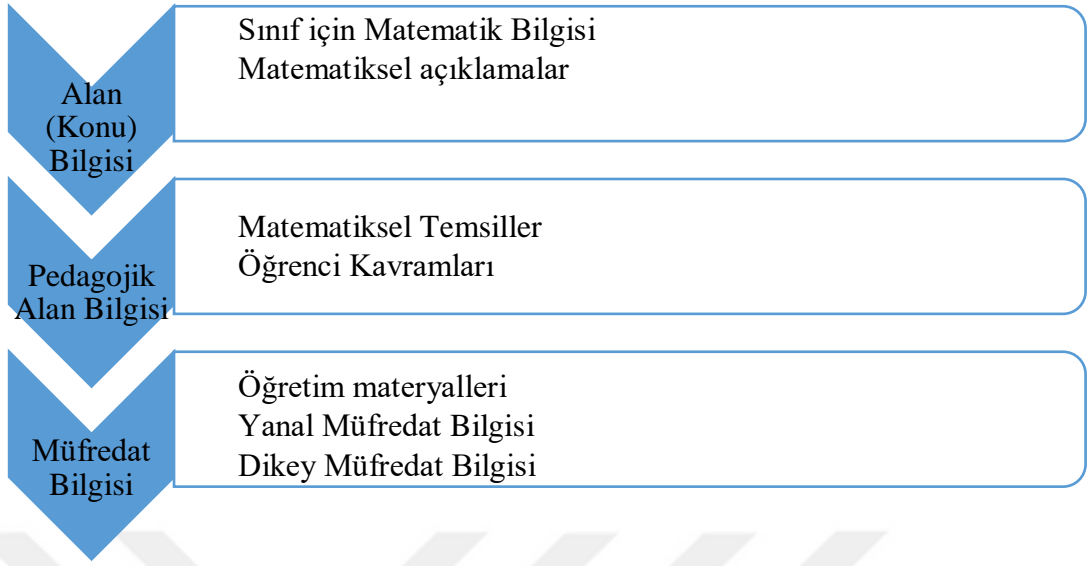 Sınıf için Matematik Bilgisi
Matematiksel açıklamalar
Alan
(Konu)
Bilgisi
Matematiksel Temsiller
Öğrenci Kavramları
Pedagojik
Alan Bilgisi
Öğretim materyalleri
Yanal Müfredat Bilgisi
Dikey Müfredat Bilgisi
Müfredat
Bilgisi